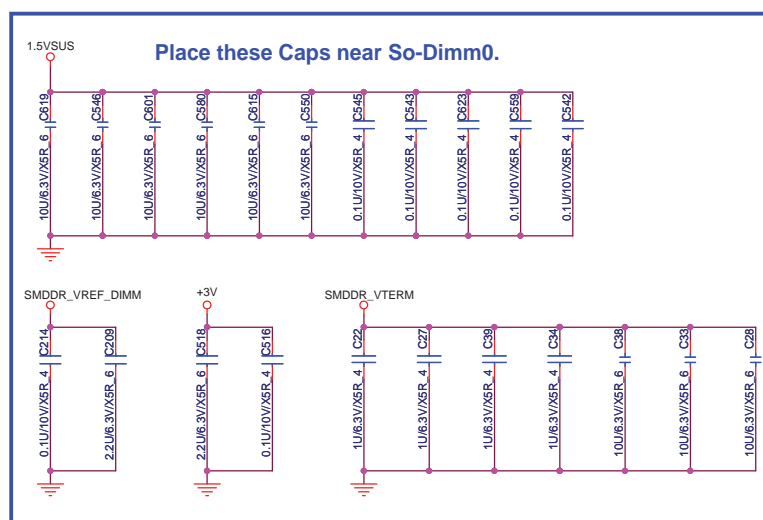 Place these Caps near So-Dimm0.
1.5VSUS
C619
10U/6.3V/X5R_6
C546
10U/6.3V/X5R_6
C601
10U/6.3V/X5R_6
C580
10U/6.3V/X5R_6
C615
10U/6.3V/X5R_6
C550
10U/6.3V/X5R_6
C545
0.1U/10V/X5R_4
C543
0.1U/10V/X5R_4
C623
0.1U/10V/X5R_4
C559
0.1U/10V/X5R_4
C542
0.1U/10V/X5R_4
SMDDR_VREF_DIMM
C214
0.1U/10V/X5R_4
C209
2.2U/6.3V/X5R_6
+3V
C518
2.2U/6.3V/X5R_6
C516
0.1U/10V/X5R_4
SMDDR_VTERM
C22
1U/6.3V/X5R_4
C27
1U/6.3V/X5R_4
C39
1U/6.3V/X5R_4
C34
1U/6.3V/X5R_4
C38
10U/6.3V/X5R_6
C33
10U/6.3V/X5R_6
C28
10U/6.3V/X5R_6